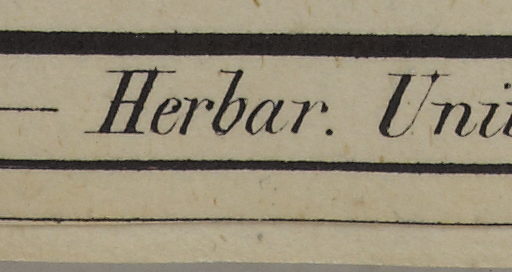 — Herbar. Uni